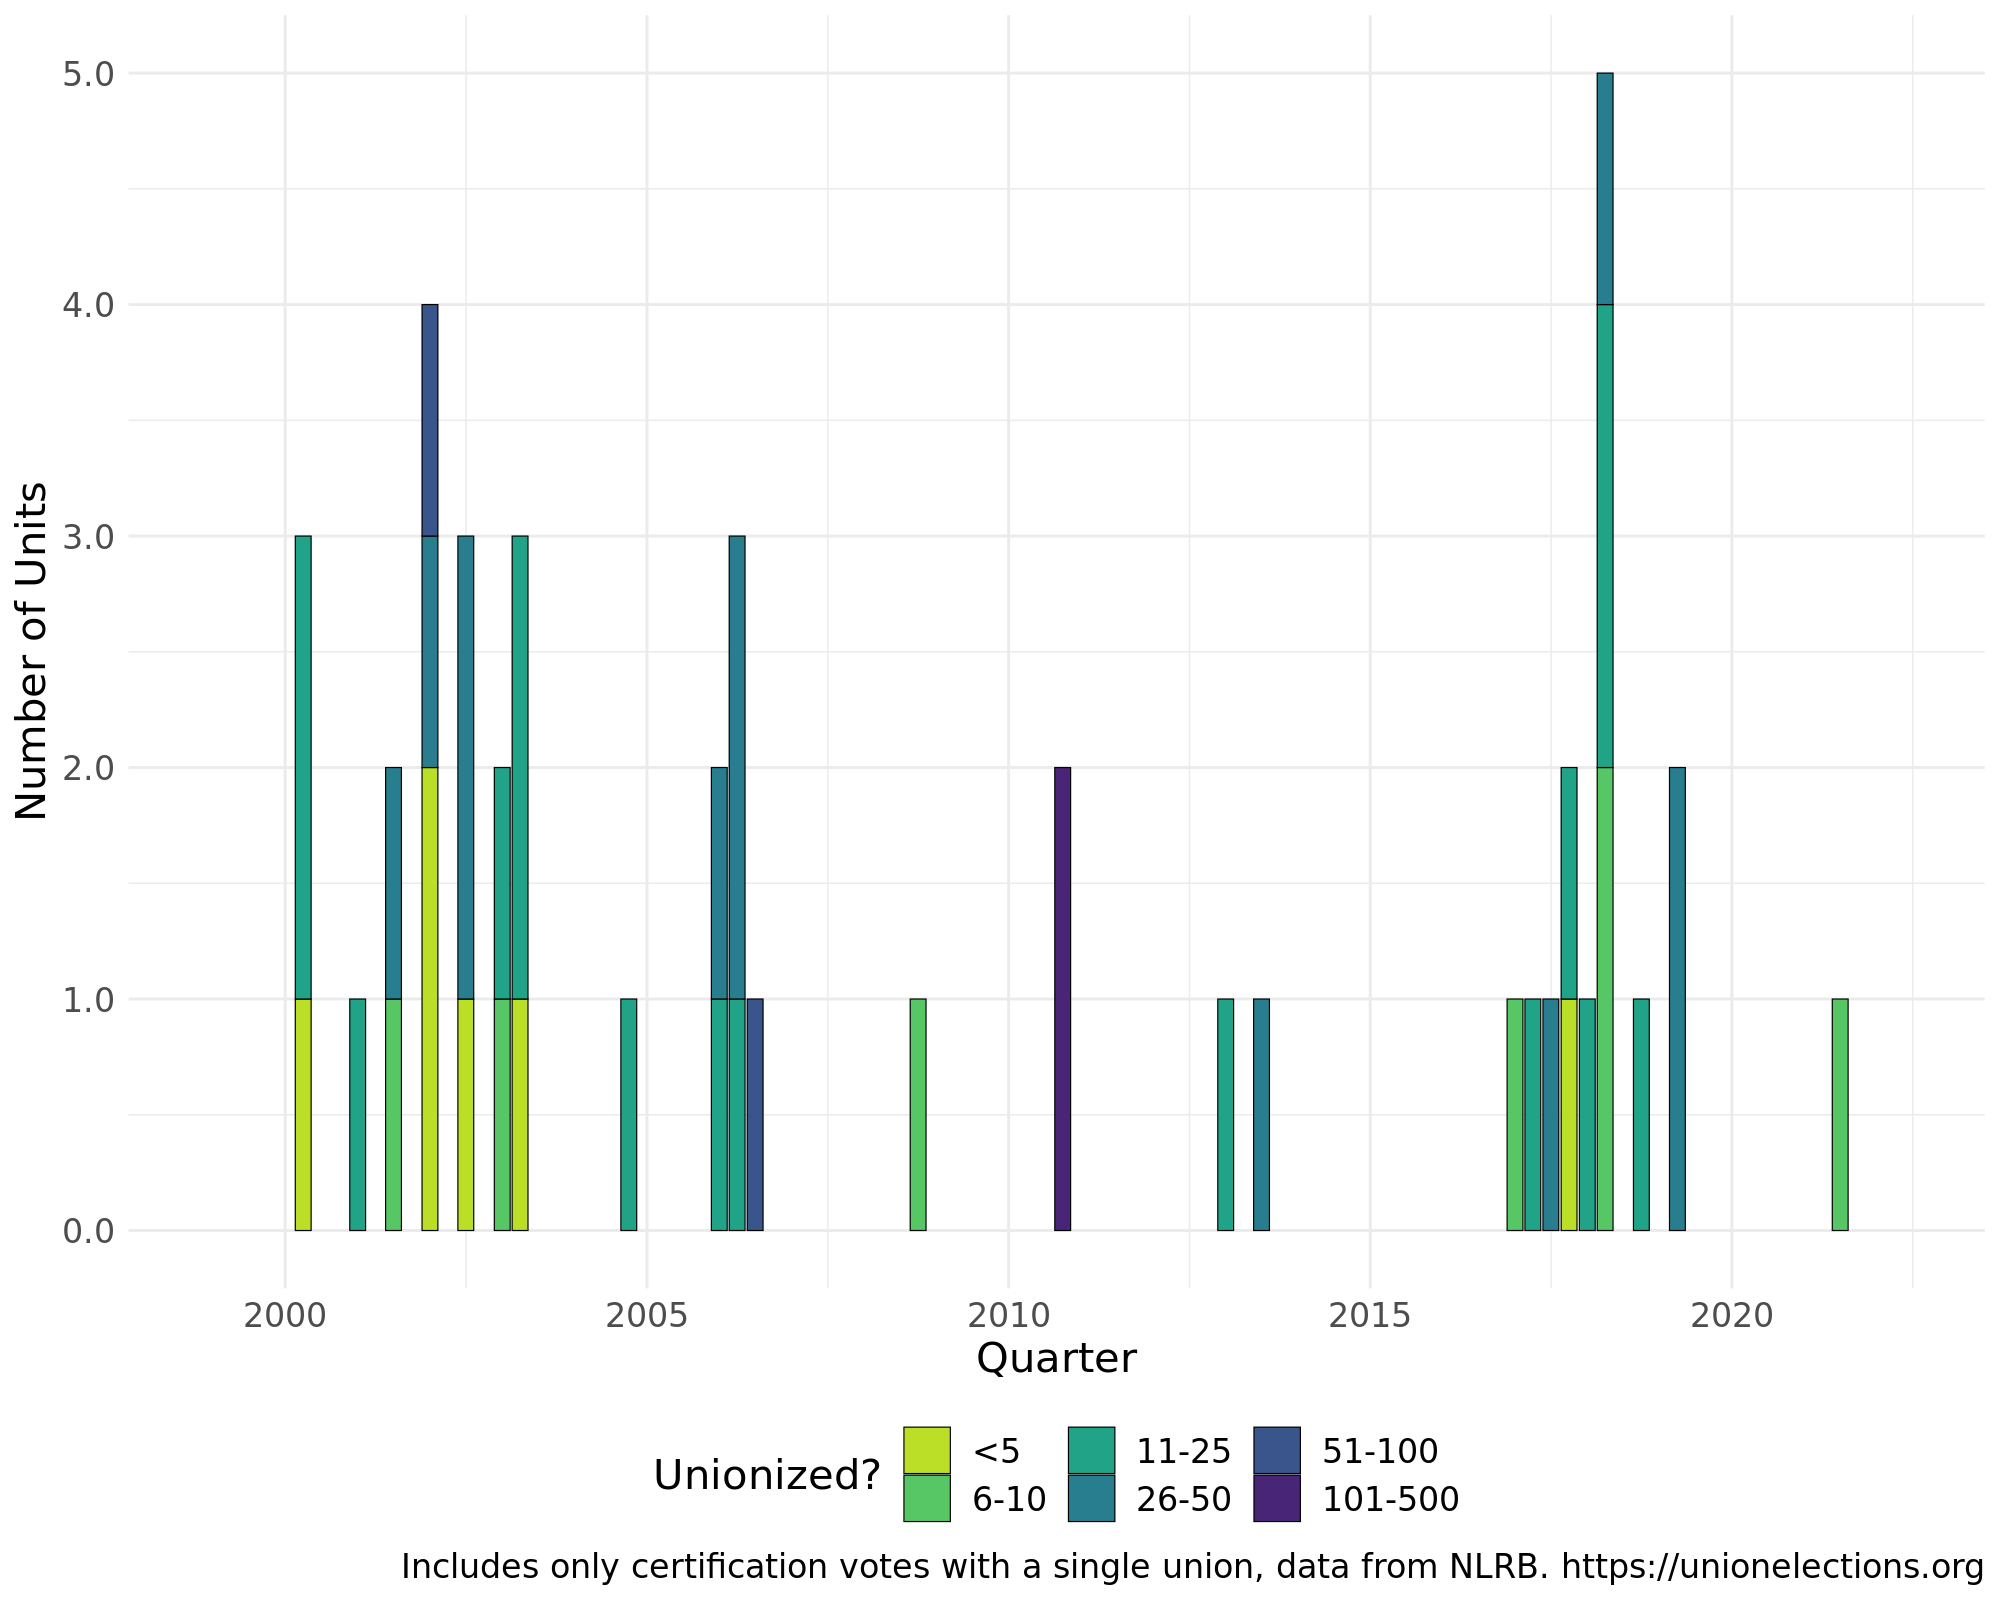 5.0
4.0
3.0
2.0
1.0
0.0
Number of Units
2000 2005 2010 2015 2020
Quarter
Unionized?
<5 11-25 51-100
6-10 26-50 101-500
Includes only certification votes with a single union, data from NLRB. https://unionelections.org